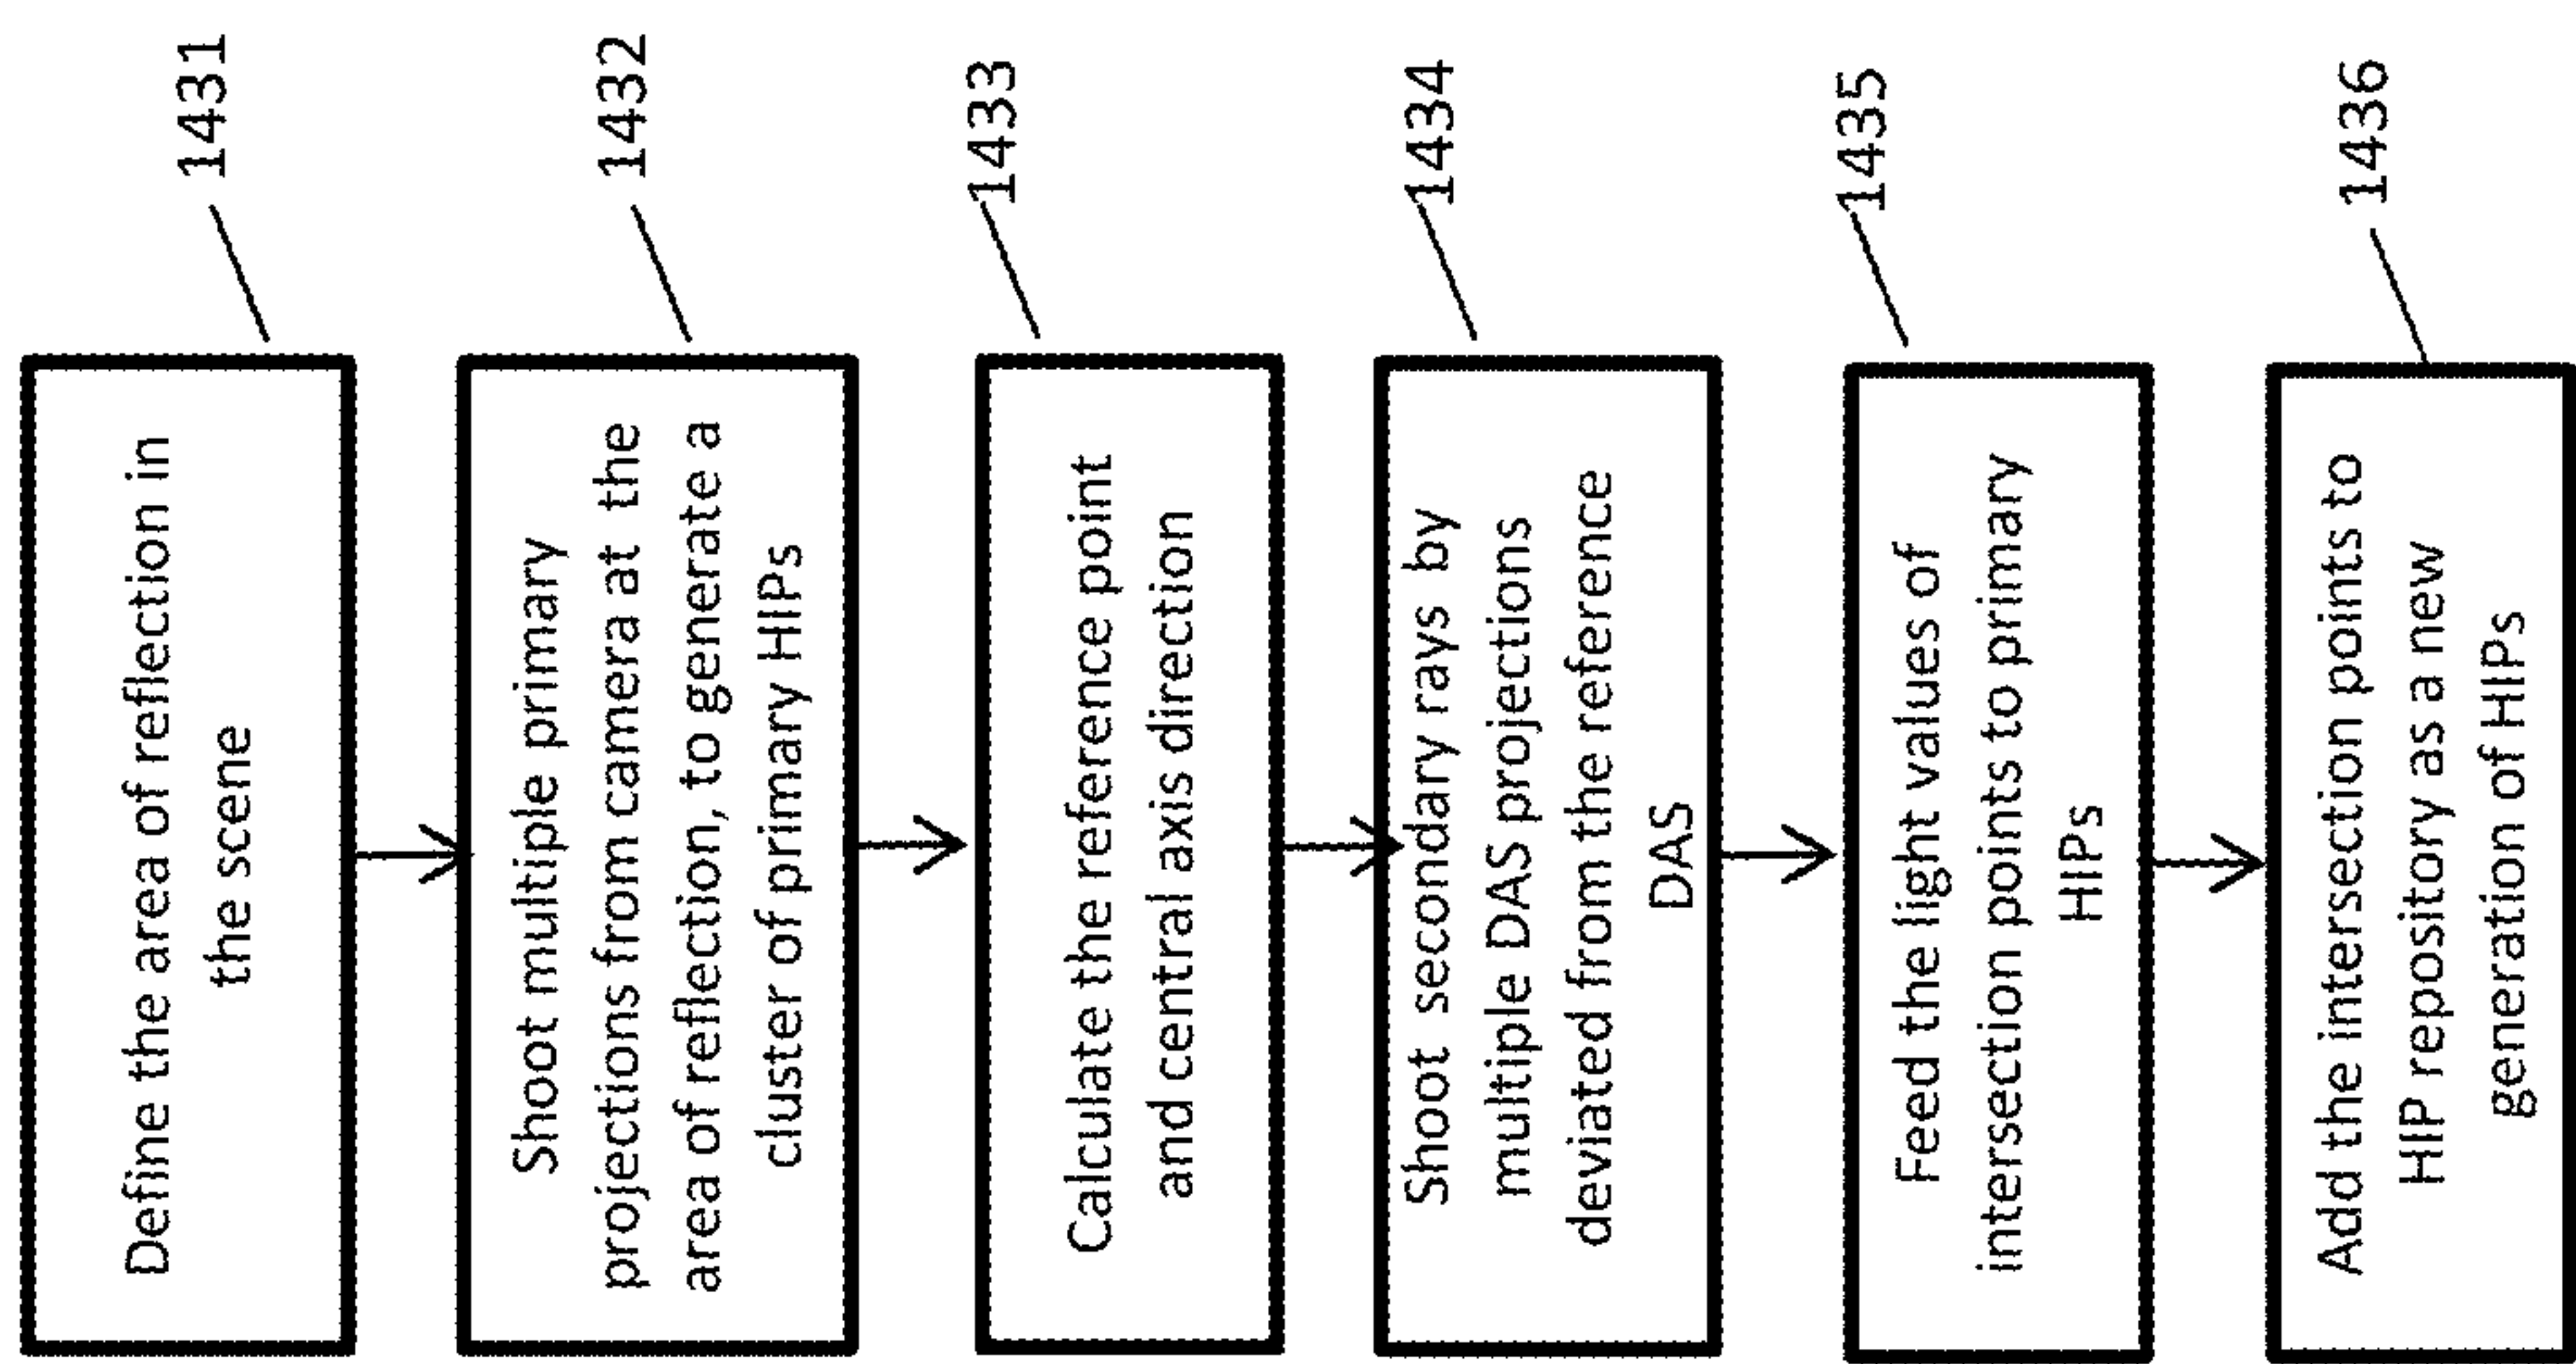 Define the area of reflection in
the scene
1431
Shoot multiple primary
projections from camera at the
area of reflection, to generate a
cluster of primary HIPs
1432
Calculate the reference point
and central axis direction
1433
Shoot secondary rays by
multiple DAS projections
deviated from the reference
DAS
1434
Feed the light values of
intersection points to primary
HIPs
1435
Add the intersection points to
HIP repository as a new
generation of HIPs
1436